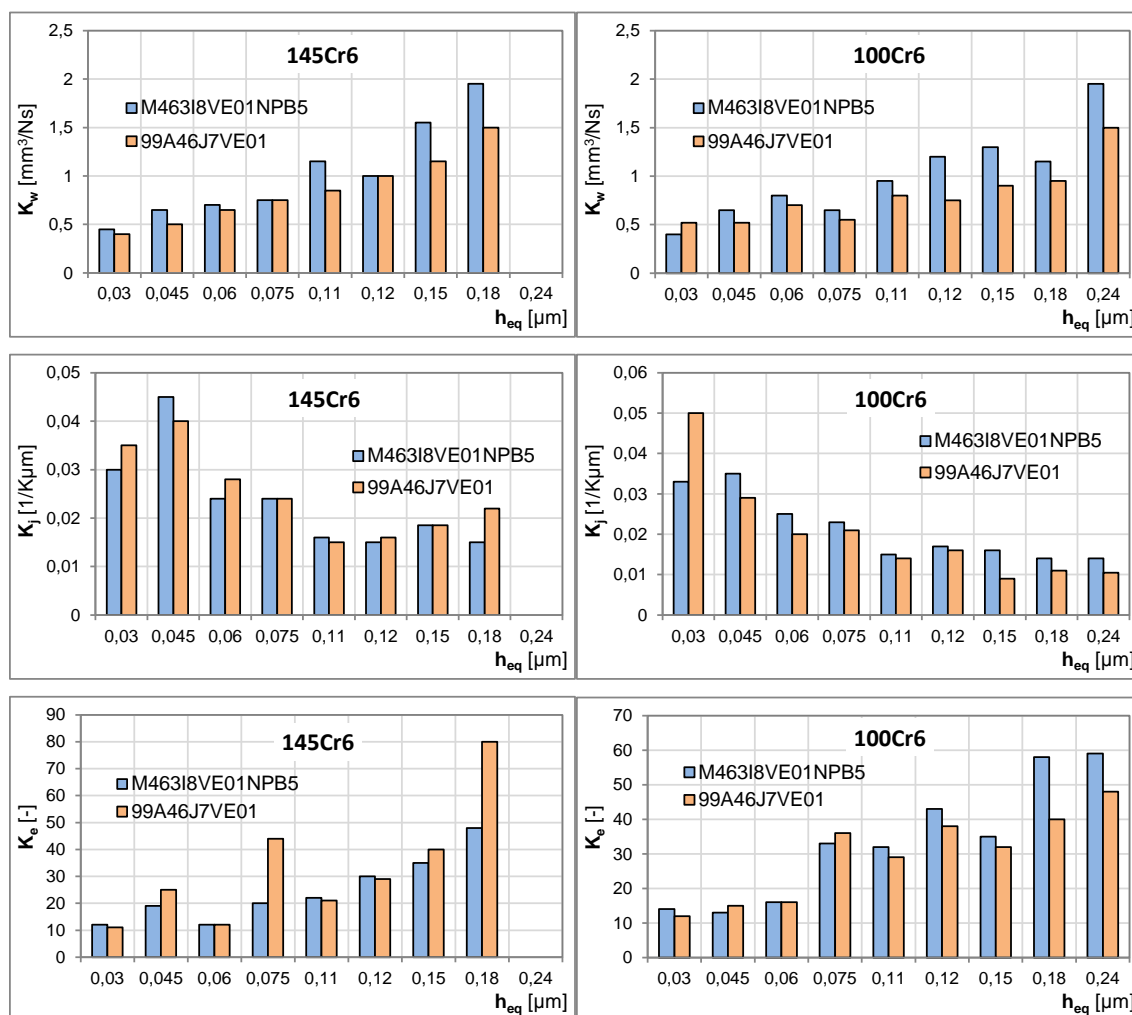 145Cr6
K_w [mm³/Ns]
2,5
2
1,5
1
0,5
0
M463I8VE01NPB5
99A46J7VE01
0,03 0,045 0,06 0,075 0,11 0,12 0,15 0,18 0,24
h_eq [µm]
100Cr6
K_w [mm³/Ns]
2,5
2
1,5
1
0,5
0
M463I8VE01NPB5
99A46J7VE01
0,03 0,045 0,06 0,075 0,11 0,12 0,15 0,18 0,24
h_eq [µm]
145Cr6
K_j [1/Kµm]
0,05
0,04
0,03
0,02
0,01
0
M463I8VE01NPB5
99A46J7VE01
0,03 0,045 0,06 0,075 0,11 0,12 0,15 0,18 0,24
h_eq [µm]
100Cr6
K_j [1/Kµm]
0,06
0,05
0,04
0,03
0,02
0,01
0
M463I8VE01NPB5
99A46J7VE01
0,03 0,045 0,06 0,075 0,11 0,12 0,15 0,18 0,24
h_eq [µm]
145Cr6
K_e [-]
90
80
70
60
50
40
30
20
10
0
M463I8VE01NPB5
99A46J7VE01
0,03 0,045 0,06 0,075 0,11 0,12 0,15 0,18 0,24
h_eq [µm]
100Cr6
K_e [-]
70
60
50
40
30
20
10
0
M463I8VE01NPB5
99A46J7VE01
0,03 0,045 0,06 0,075 0,11 0,12 0,15 0,18 0,24
h_eq [µm]